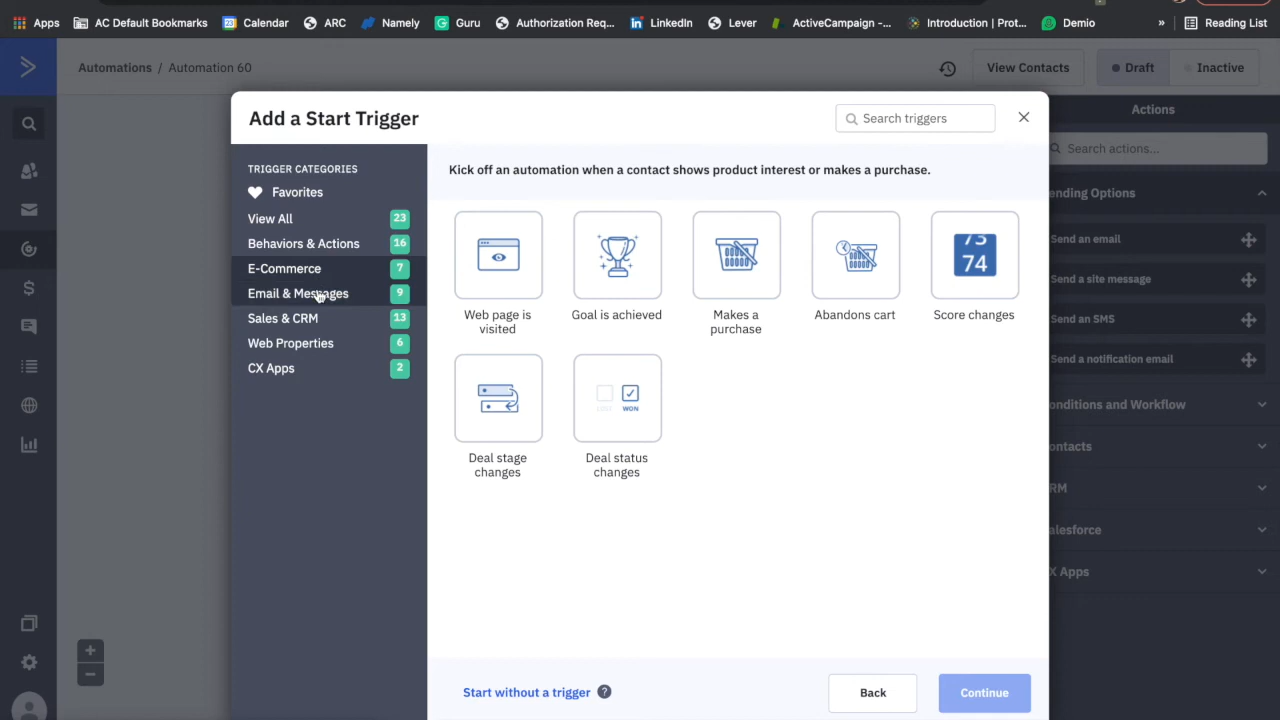 Apps AC Default Bookmarks Calendar ARC Namely Guru Authorization Req... LinkedIn Lever ActiveCampaign -... Introduction | Prot... Demio » Reading List
Automations / Automation 60
View Contacts
Draft
Inactive
Add a Start Trigger
Search triggers
TRIGGER CATEGORIES
Favorites
View All 23
Behaviors & Actions 16
E-Commerce 7
Email & Messages 9
Sales & CRM 13
Web Properties 6
CX Apps 2
Kick off an automation when a contact shows product interest or makes a purchase.
Web page is
visited
Goal is achieved
Makes a
purchase
Abandons cart
73
74
Score changes
Deal stage
changes
LOST WON
Deal status
changes
Start without a trigger ?
Back
Continue
Actions
Search actions...
ending Options
Send an email
Send a site message
Send an SMS
Send a notification email
onditions and Workflow
ontacts
RM
alesforce
X Apps
+
−